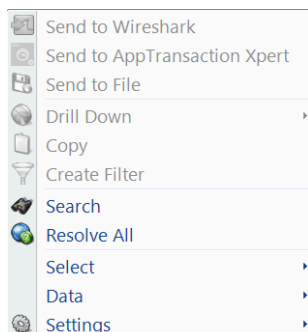 Send to Wireshark
Send to AppTransaction Xpert
Send to File
Drill Down
Copy
Create Filter
Search
Resolve All
Select
Data
Settings